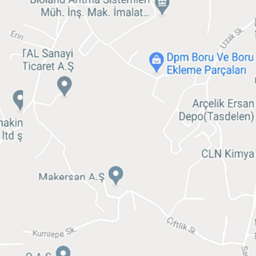 Bioland Arıtma Sistemleri
Müh. İnş. Mak. İmalat...
Erin
TAL Sanayi
Ticaret A.Ş
Dpm Boru Ve Boru
Ekleme Parçaları
Uzak Sk.
makin
ltd ş
Arçelik Ersan
Depo(Tasdelen)
CLN Kimya
Makersan A.Ş
Kumtepe Sk
Çiftlik Sk.